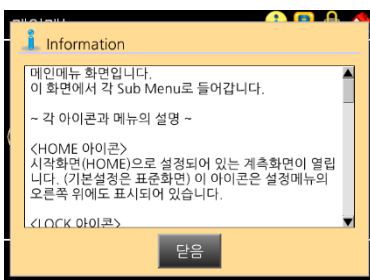 Information
메인메뉴 화면입니다.
이 화면에서 각 Sub Menu로 들어갑니다.
~ 각 아이콘과 메뉴의 설명 ~
<HOME 아이콘>
시작화면(HOME)으로 설정되어 있는 계측화면이 열립
니다. (기본설정은 표준화면) 이 아이콘은 설정메뉴의
오른쪽 위에도 표시되어 있습니다.
<LOCK 아이콘>
닫음